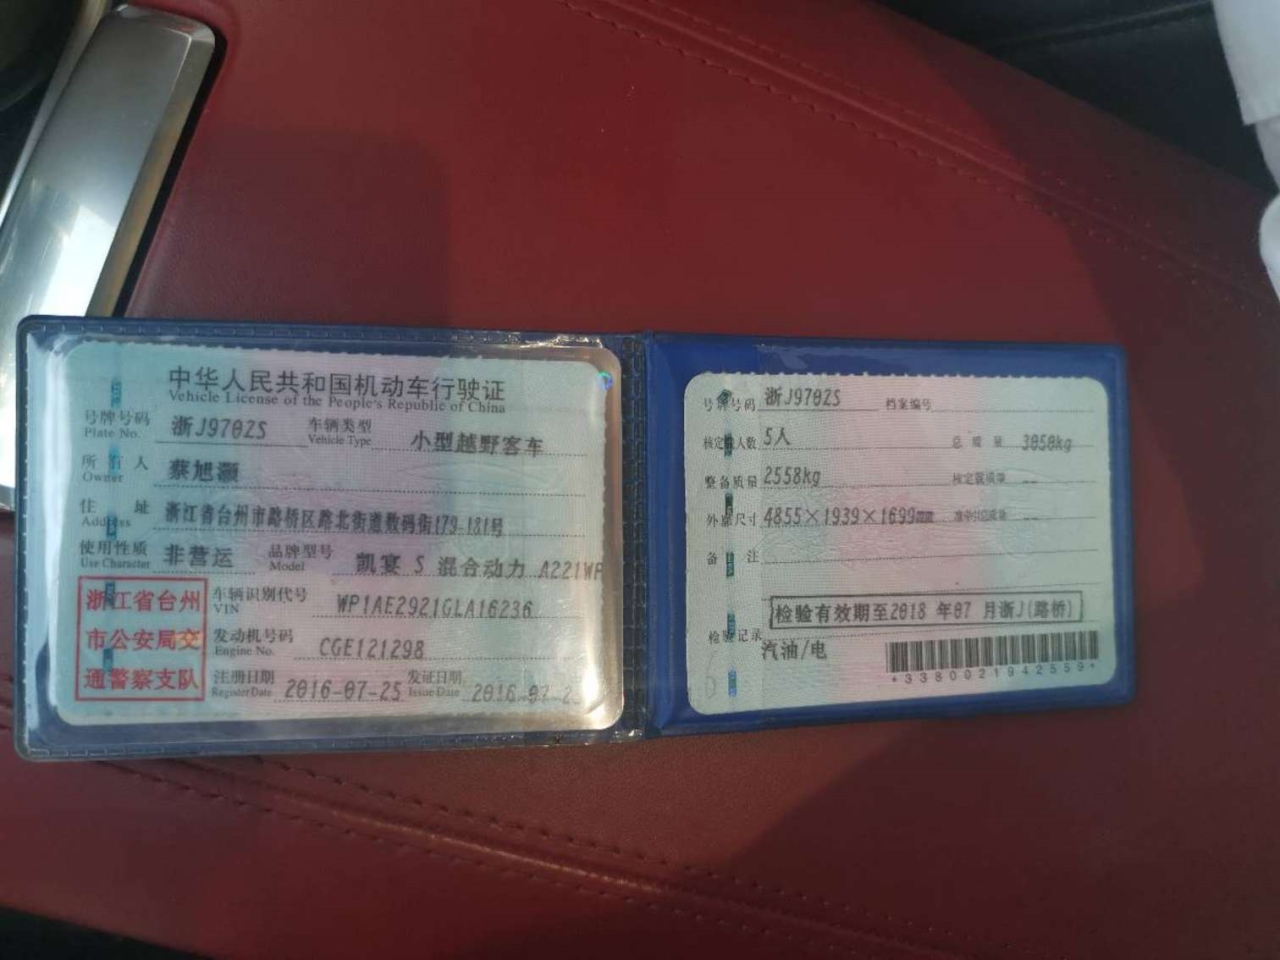 中华人民共和国机动车行驶证
Vehicle License of the People's Republic of China
号牌号码 浙J9702S 车辆类型 小型越野客车
Plate No. Vehicle Type
所有人 蔡旭灏
Owner
住址 浙江省台州市路桥区路北街道数码街179-181号
Address
使用性质 非营运 品牌型号 凯宴 S 混合动力 A221WP
Use Character Model
浙江省台州
市公安局交
通警察支队
车辆识别代号 WP1AE2921GLA16236
VIN
发动机号码 CGE121298
Engine No.
注册日期 2016-07-25 发证日期 2016-07-2
Register Date Issue Date
号牌号码 浙J9702S 档案编号
核定载人数 5人 总质量 3050kg
整备质量 2558kg 核定载质量
外廓尺寸 4855×1939×1699mm
备注
检验有效期至2018 年07 月浙J(路桥)
检验记录
汽油/电
*3380021942559*